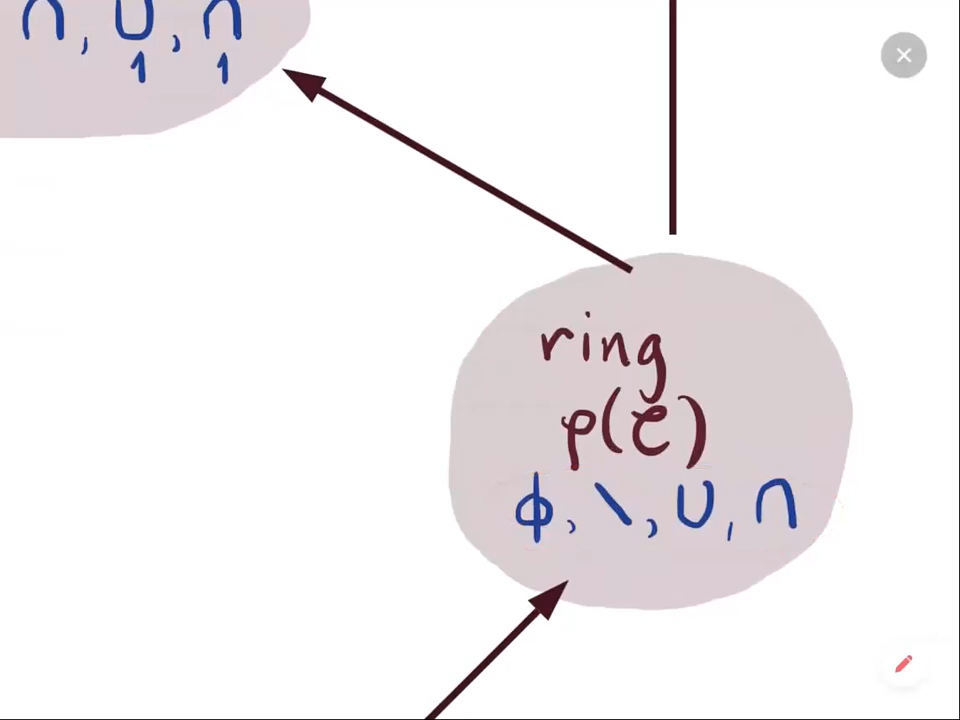 ∩, ∪, ∩
1 1
ring
ρ(𝒞)
ϕ, \, ∪, ∩